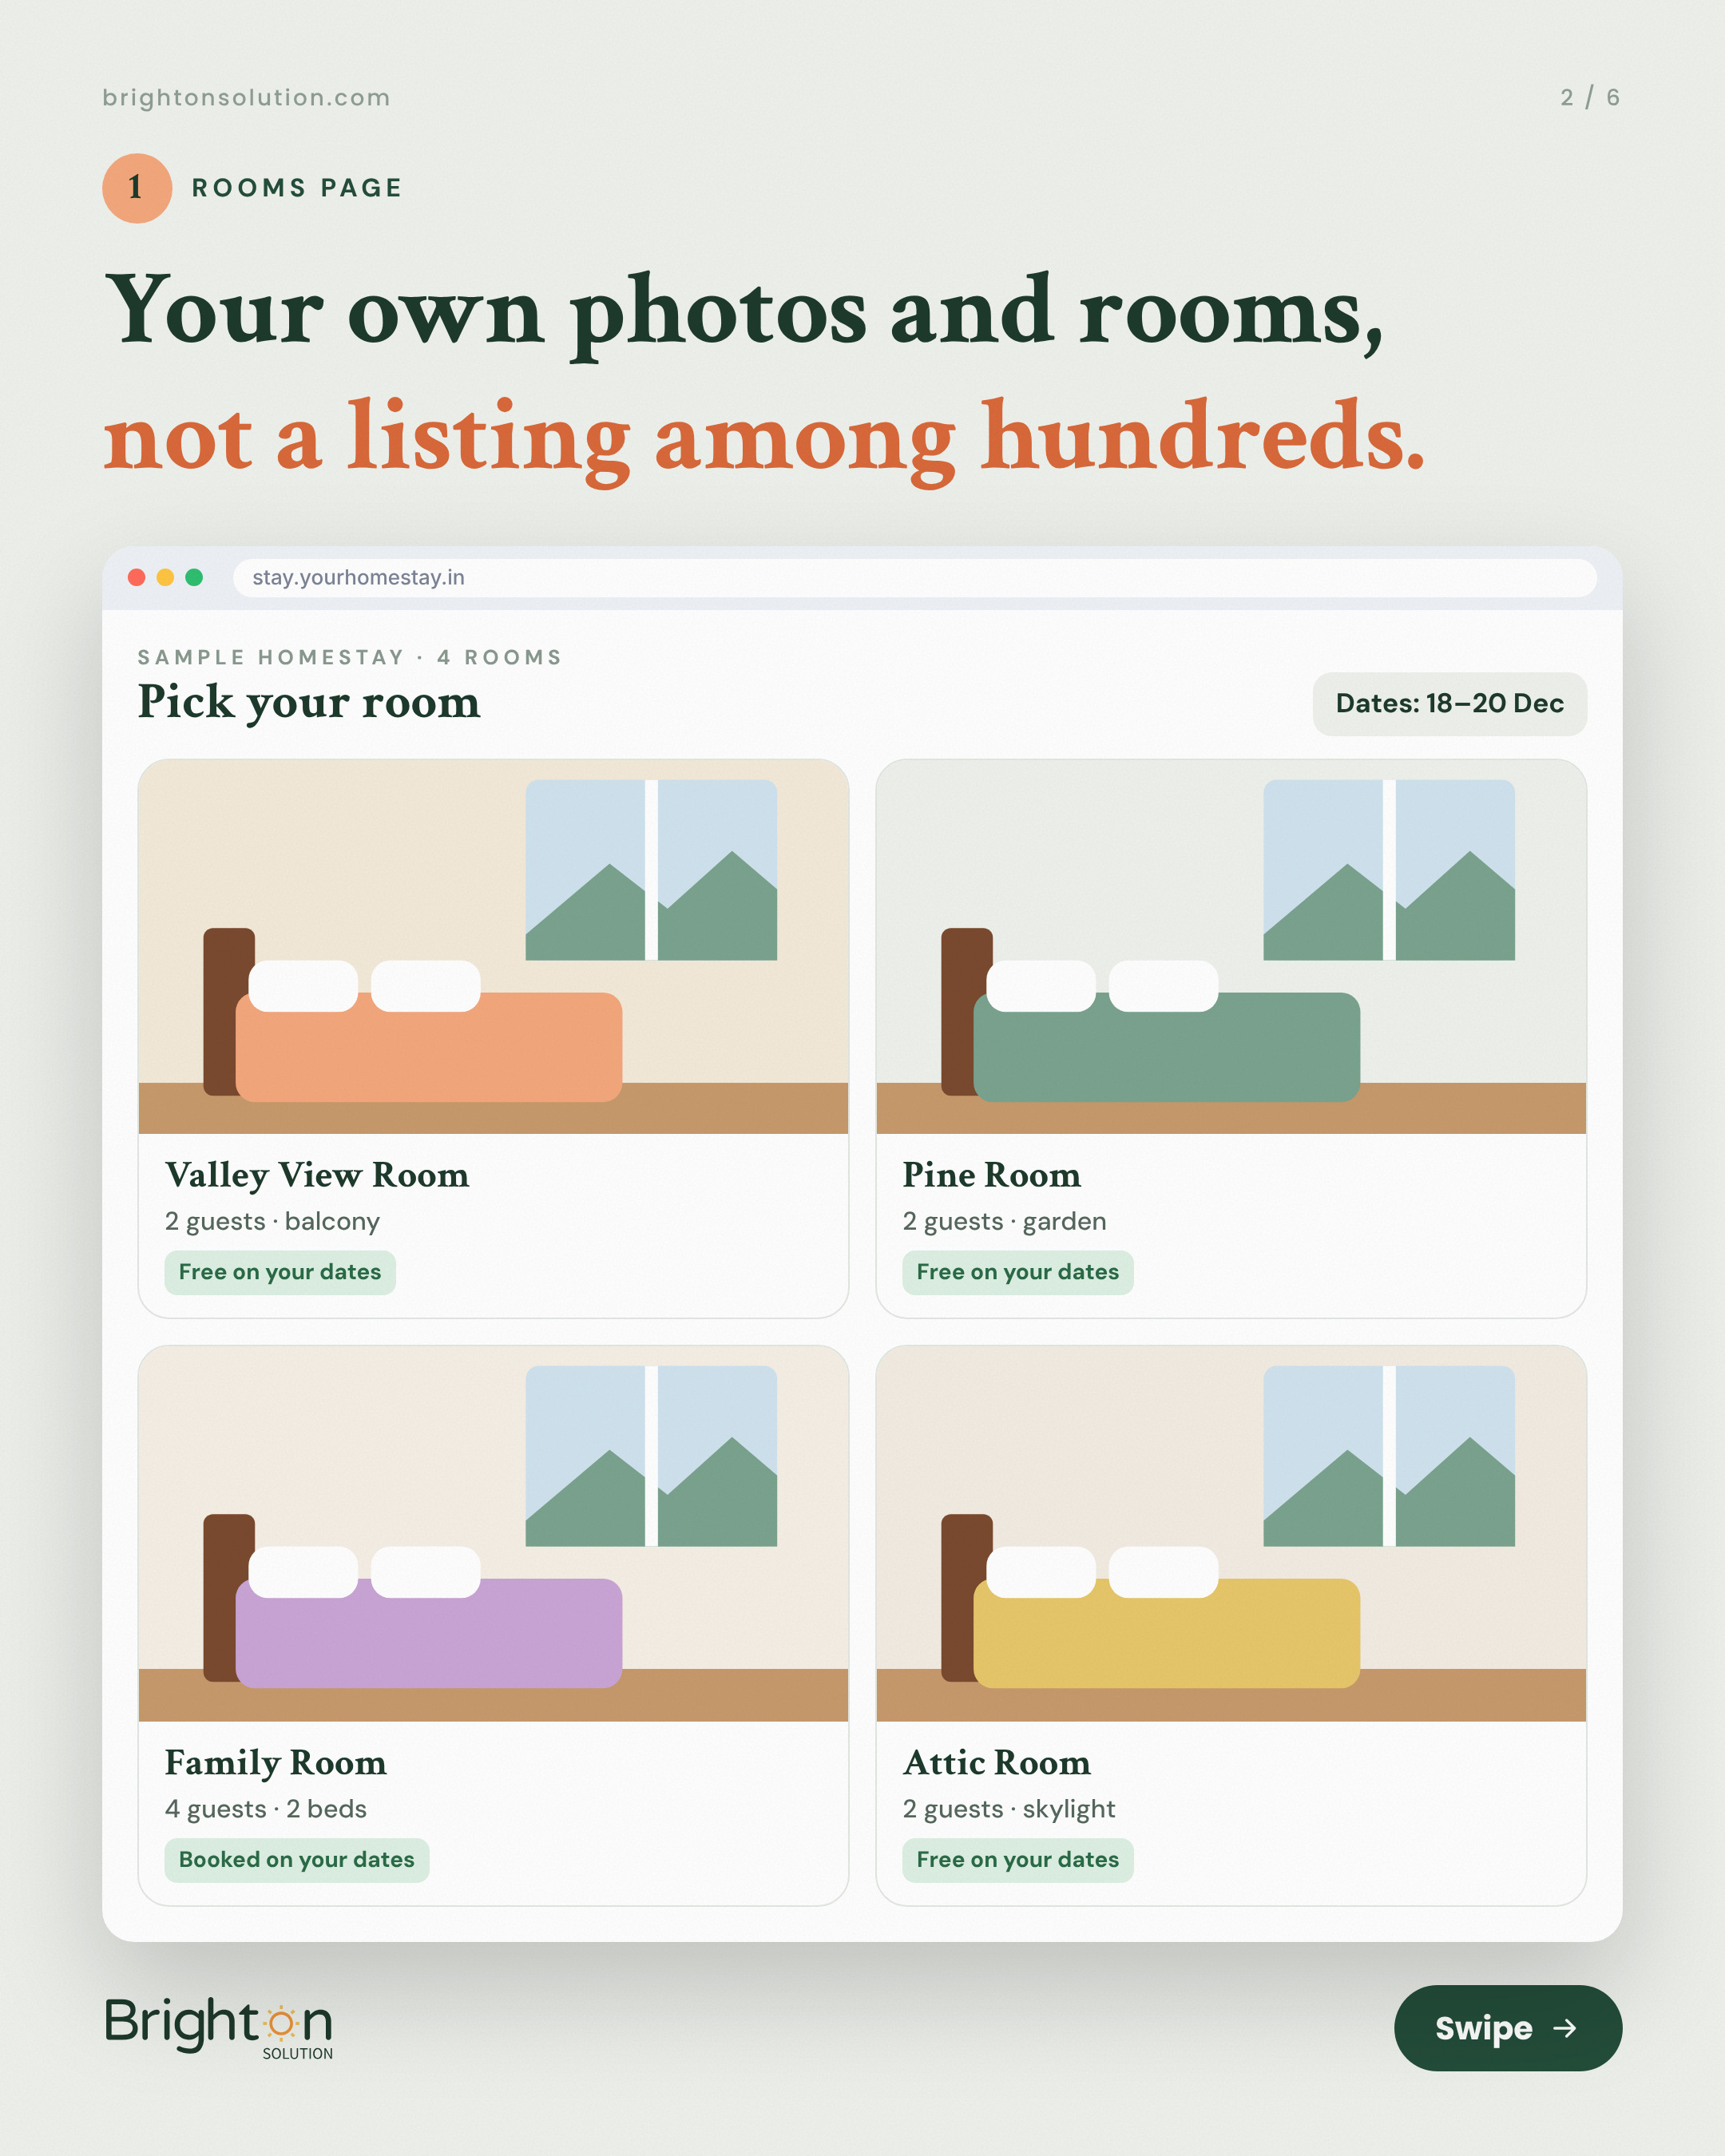 brightonsolution.com
2 / 6
1
ROOMS PAGE
Your own photos and rooms,
not a listing among hundreds.
stay.yourhomestay.in
SAMPLE HOMESTAY · 4 ROOMS
Pick your room
Dates: 18–20 Dec
Valley View Room
2 guests · balcony
Free on your dates
Pine Room
2 guests · garden
Free on your dates
Family Room
4 guests · 2 beds
Booked on your dates
Attic Room
2 guests · skylight
Free on your dates
Brighton
SOLUTION
Swipe →